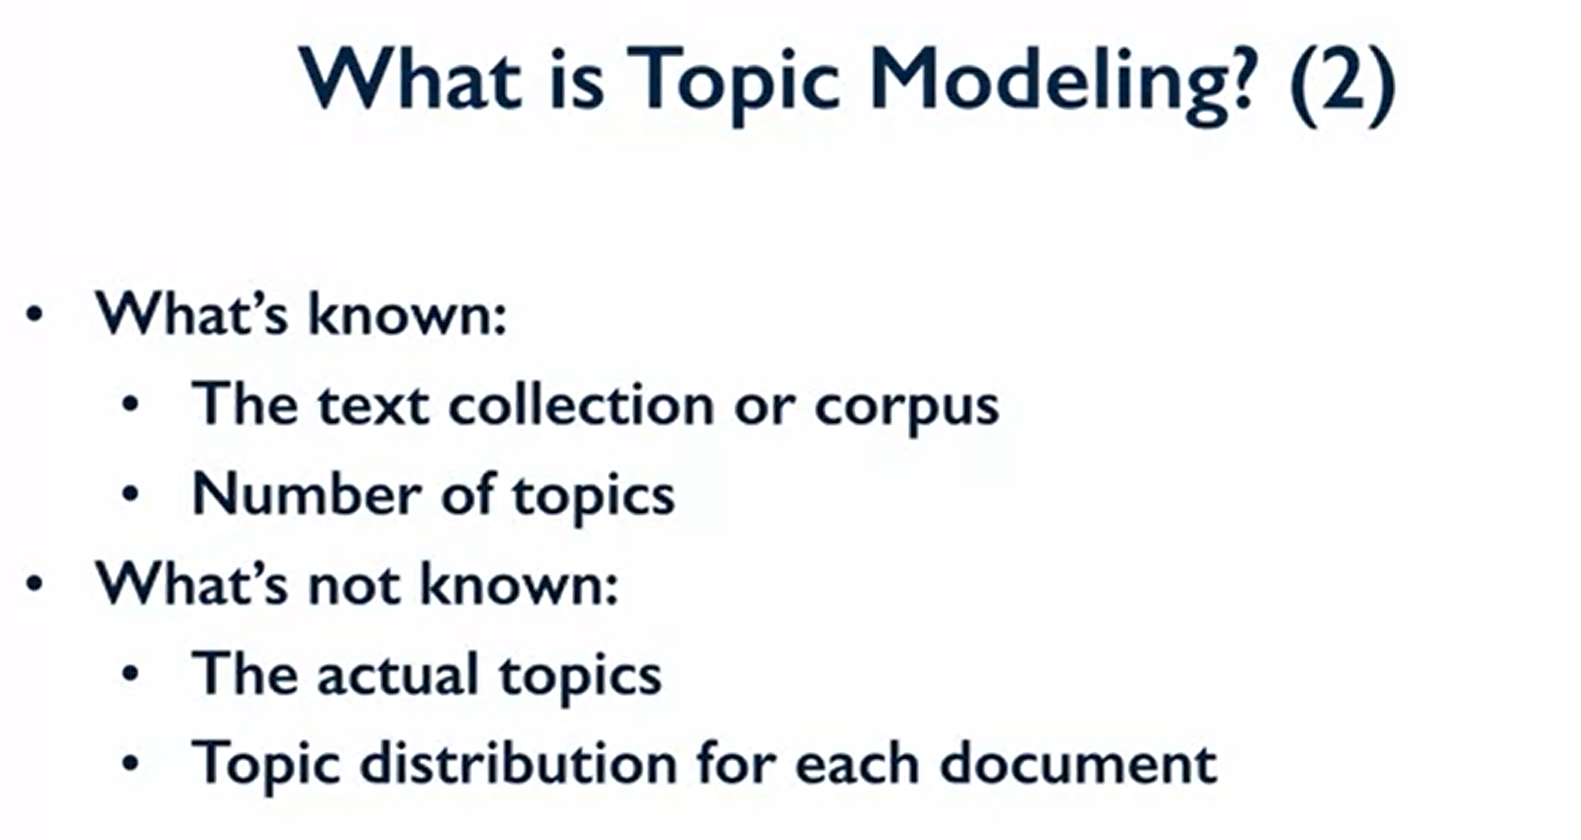 What is Topic Modeling? (2)
• What's known:
• The text collection or corpus
• Number of topics
• What's not known:
• The actual topics
• Topic distribution for each document